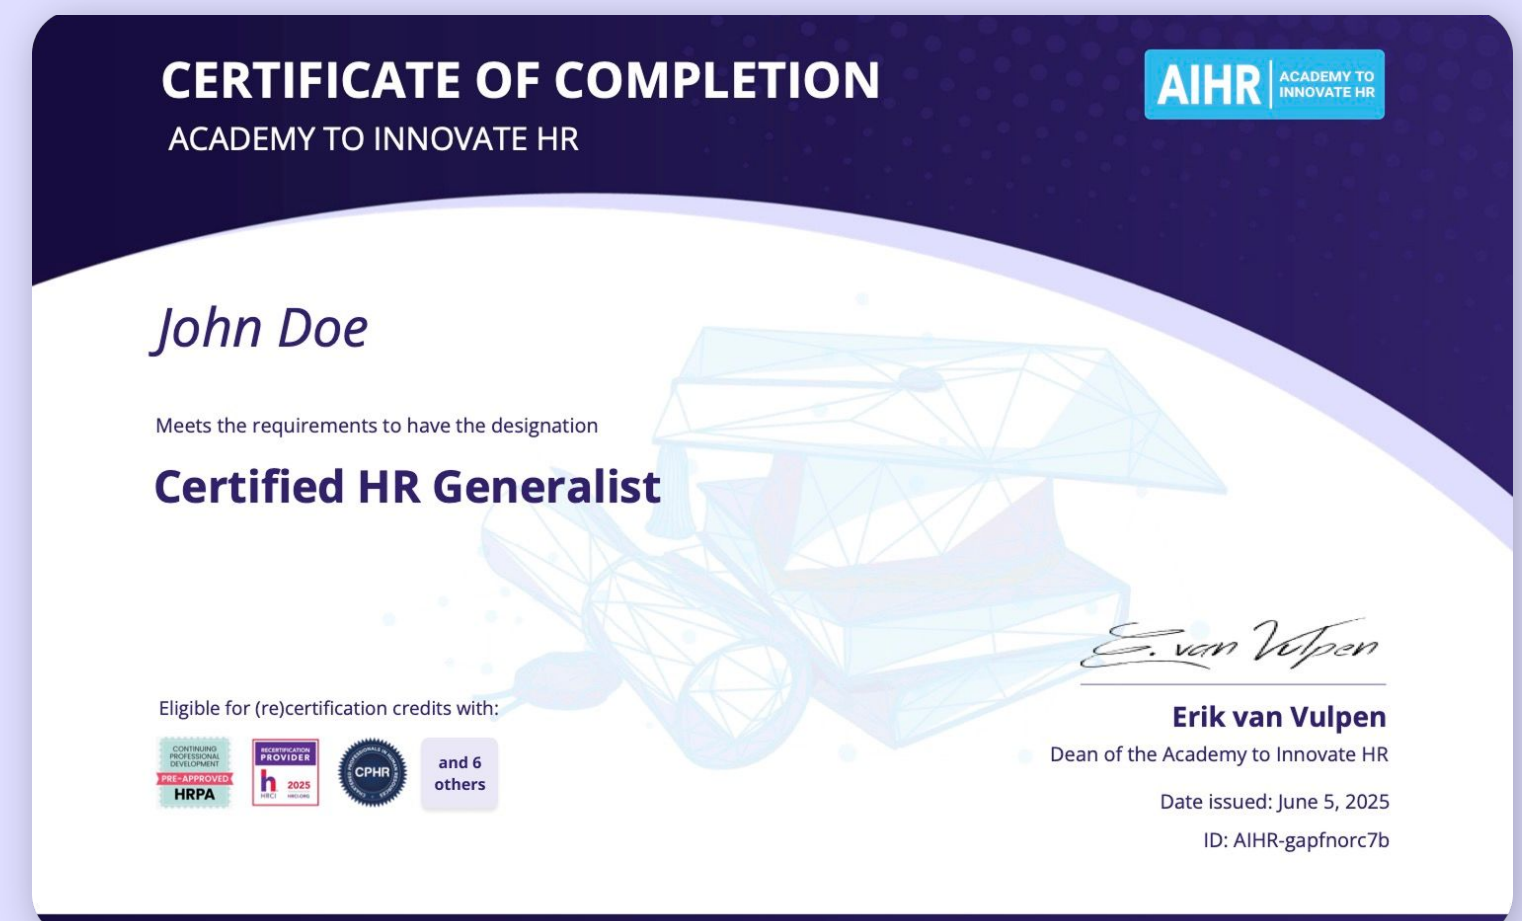 CERTIFICATE OF COMPLETION
ACADEMY TO INNOVATE HR
AIHR
ACADEMY TO
INNOVATE HR
John Doe
Meets the requirements to have the designation
Certified HR Generalist
E. van Vulpen
Erik van Vulpen
Dean of the Academy to Innovate HR
Date issued: June 5, 2025
ID: AIHR-gapfnorc7b
Eligible for (re)certification credits with:
CONTINUING
PROFESSIONAL
DEVELOPMENT
PRE-APPROVED
HRPA
RECERTIFICATION
PROVIDER
h
HRCI
2025
HRCI.ORG
CPHR
and 6
others